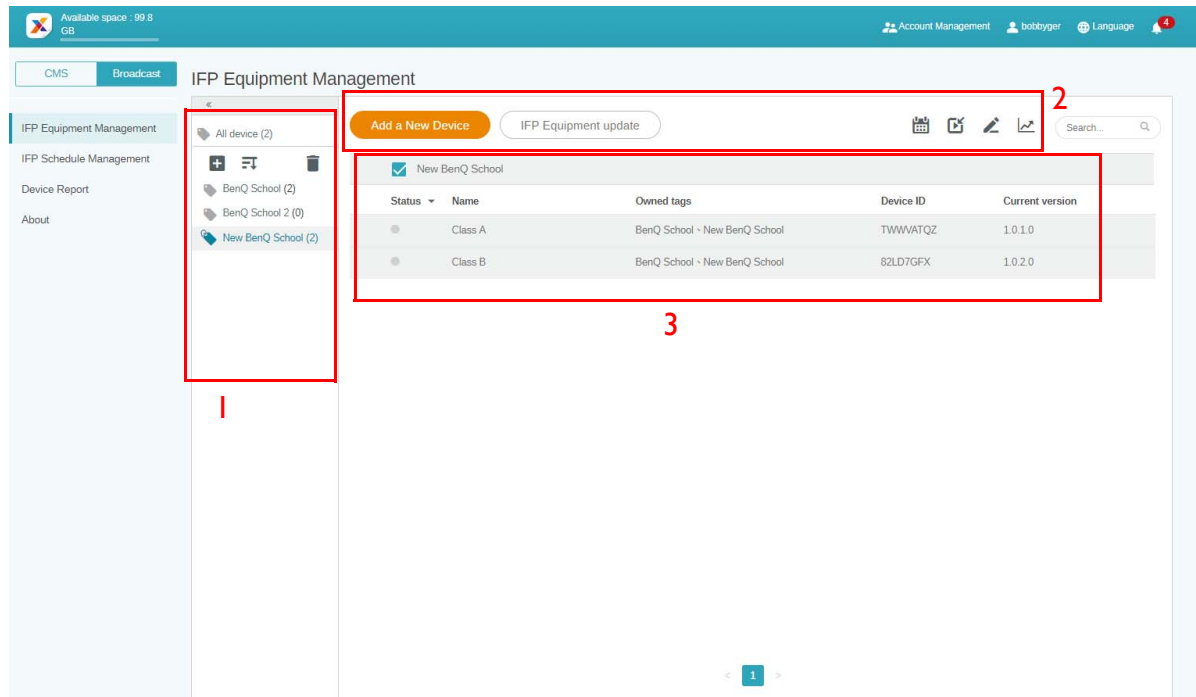 Available space : 99.8
GB
Account Management
bobbyger
Language
4
CMS
Broadcast
IFP Equipment Management
IFP Schedule Management
Device Report
About
IFP Equipment Management
«
All device (2)
BenQ School (2)
BenQ School 2 (0)
New BenQ School (2)
1
Add a New Device
IFP Equipment update
Search...
2
New BenQ School
Status Name Owned tags Device ID Current version
Class A BenQ School、New BenQ School TWWVATQZ 1.0.1.0
Class B BenQ School、New BenQ School 82LD7GFX 1.0.2.0
3
< 1 >